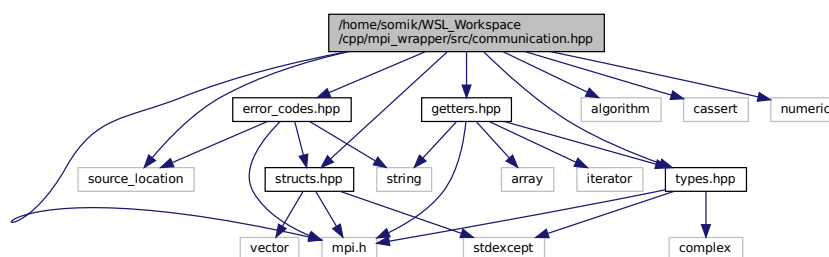 /home/somik/WSL_Workspace
/cpp/mpi_wrapper/src/communication.hpp
error_codes.hpp
getters.hpp
algorithm
cassert
numeric
source_location
structs.hpp
string
array
iterator
types.hpp
vector
mpi.h
stdexcept
complex